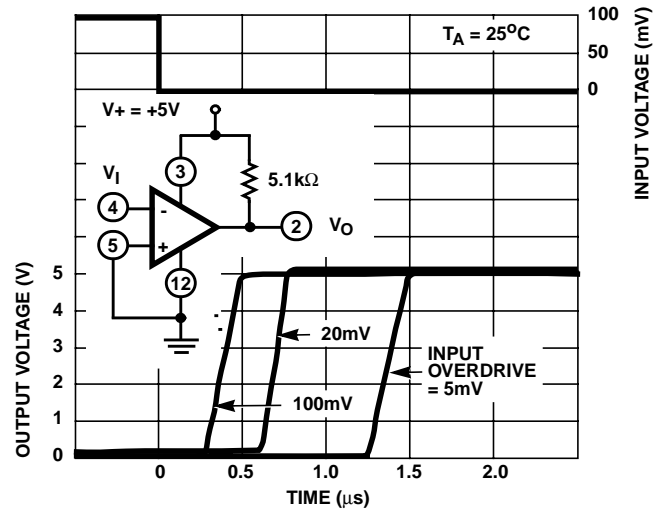 100
T_A = 25°C
50
0
INPUT VOLTAGE (mV)
V+ = +5V
3
5.1kΩ
V_I
4
-
2
V_O
5
+
12
OUTPUT VOLTAGE (V)
5
4
3
2
1
0
20mV
100mV
INPUT
OVERDRIVE
= 5mV
0
0.5
1.0
1.5
2.0
TIME (μs)